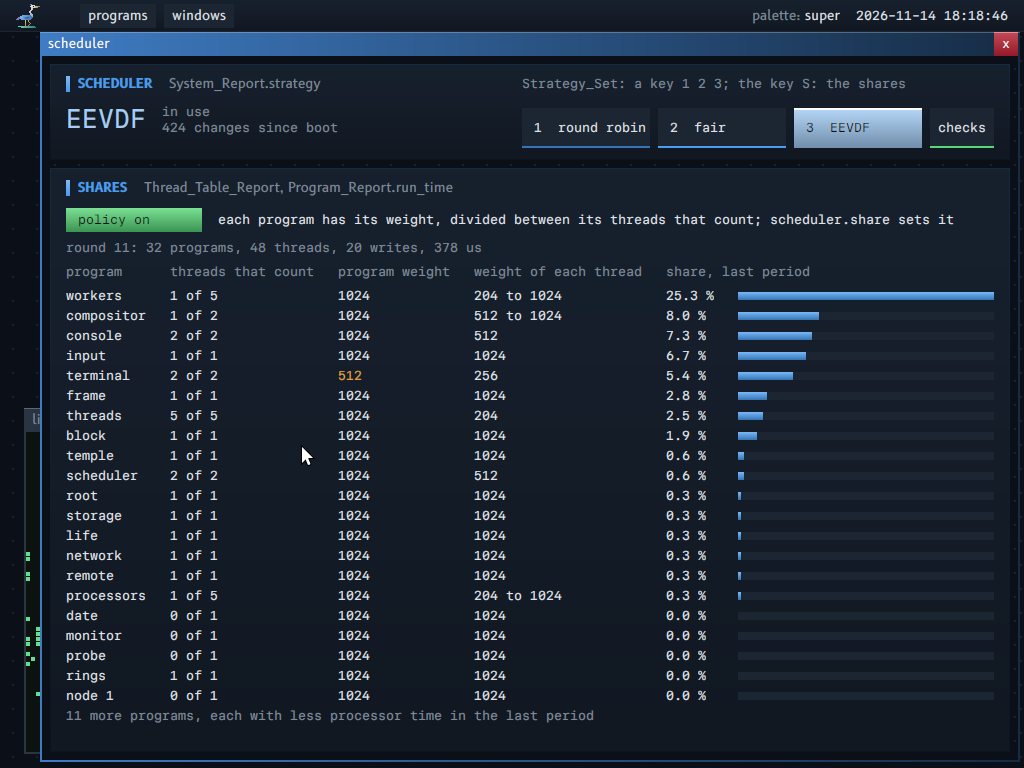 programs windows palette: super 2026-11-14 18:18:46
scheduler x
SCHEDULER System_Report.strategy Strategy_Set: a key 1 2 3; the key S: the shares
EEVDF in use
424 changes since boot
1 round robin 2 fair 3 EEVDF checks
SHARES Thread_Table_Report, Program_Report.run_time
policy on each program has its weight, divided between its threads that count; scheduler.share sets it
round 11: 32 programs, 48 threads, 20 writes, 378 us
program threads that count program weight weight of each thread share, last period
workers 1 of 5 1024 204 to 1024 25.3 %
compositor 1 of 2 1024 512 to 1024 8.0 %
console 2 of 2 1024 512 7.3 %
input 1 of 1 1024 1024 6.7 %
terminal 2 of 2 512 256 5.4 %
frame 1 of 1 1024 1024 2.8 %
threads 5 of 5 1024 204 2.5 %
li
block 1 of 1 1024 1024 1.9 %
temple 1 of 1 1024 1024 0.6 %
scheduler 2 of 2 1024 512 0.6 %
root 1 of 1 1024 1024 0.3 %
storage 1 of 1 1024 1024 0.3 %
life 1 of 1 1024 1024 0.3 %
network 1 of 1 1024 1024 0.3 %
remote 1 of 1 1024 1024 0.3 %
processors 1 of 5 1024 204 to 1024 0.3 %
date 0 of 1 1024 1024 0.0 %
monitor 0 of 1 1024 1024 0.0 %
probe 0 of 1 1024 1024 0.0 %
rings 0 of 1 1024 1024 0.0 %
node 1 0 of 1 1024 1024 0.0 %
11 more programs, each with less processor time in the last period